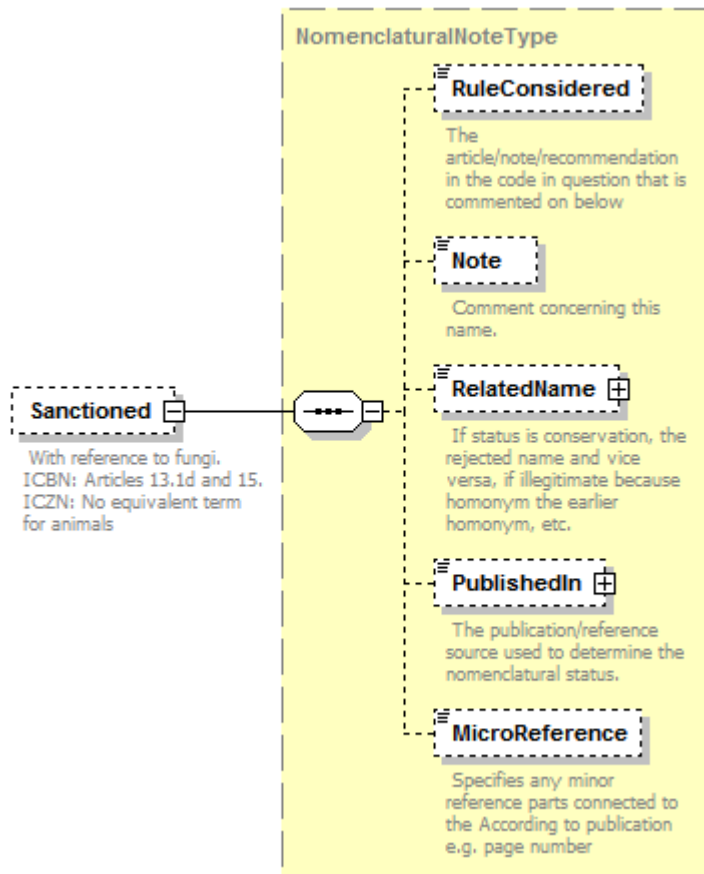 NomenclaturalNoteType
RuleConsidered
The
article/note/recommendation
in the code in question that is
commented on below
Note
Comment concerning this
name.
RelatedName
If status is conservation, the
rejected name and vice
versa, if illegitimate because
homonym the earlier
homonym, etc.
Sanctioned
With reference to fungi.
ICBN: Articles 13.1d and 15.
ICZN: No equivalent term
for animals
PublishedIn
The publication/reference
source used to determine the
nomenclatural status.
MicroReference
Specifies any minor
reference parts connected to
the According to publication
e.g. page number